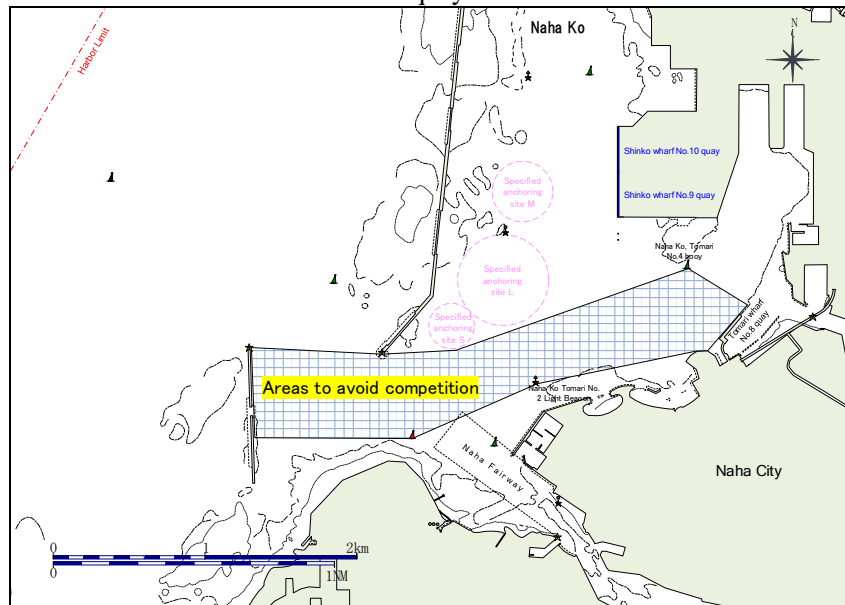 Naha Ko
N
Harbor Limit
Shinko wharf No.10 quay
Specified
anchoring
site M
Shinko wharf No.9 quay
Naha Ko, Tomari
No.4 buoy
Specified
anchoring
site L
Specified
anchoring
site S
Tomari wharf
No.8 quay
Areas to avoid competition
Naha Ko Tomari No.
2 Light Beacon
Naha Fairway
Naha City
0 1 2km
0 1NM